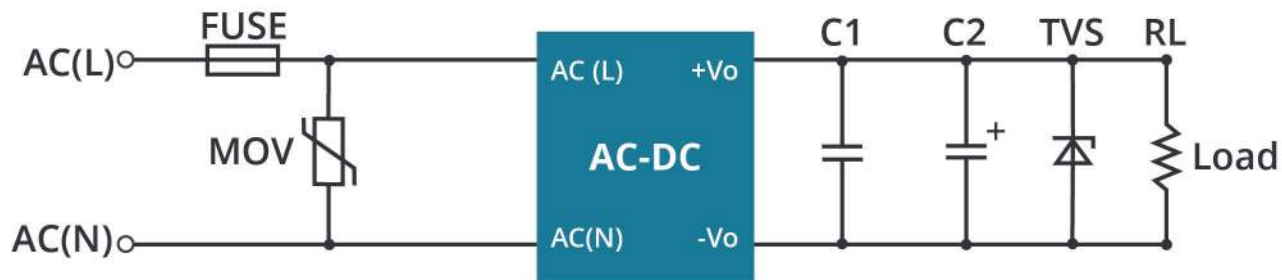 FUSE
C1
C2
TVS
RL
AC(L)
AC (L)
+Vo
MOV
AC-DC
+
Load
AC(N)
AC(N)
-Vo